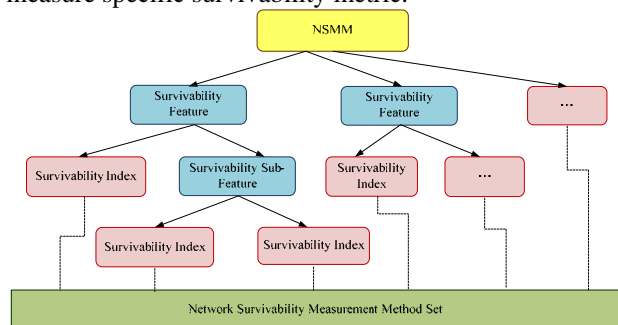 measure specific survivability metric.
NSMM
Survivability
Feature
Survivability
Feature
...
Survivability Index
Survivability Sub-
Feature
Survivability
Index
...
Survivability Index
Survivability Index
Network Survivability Measurement Method Set